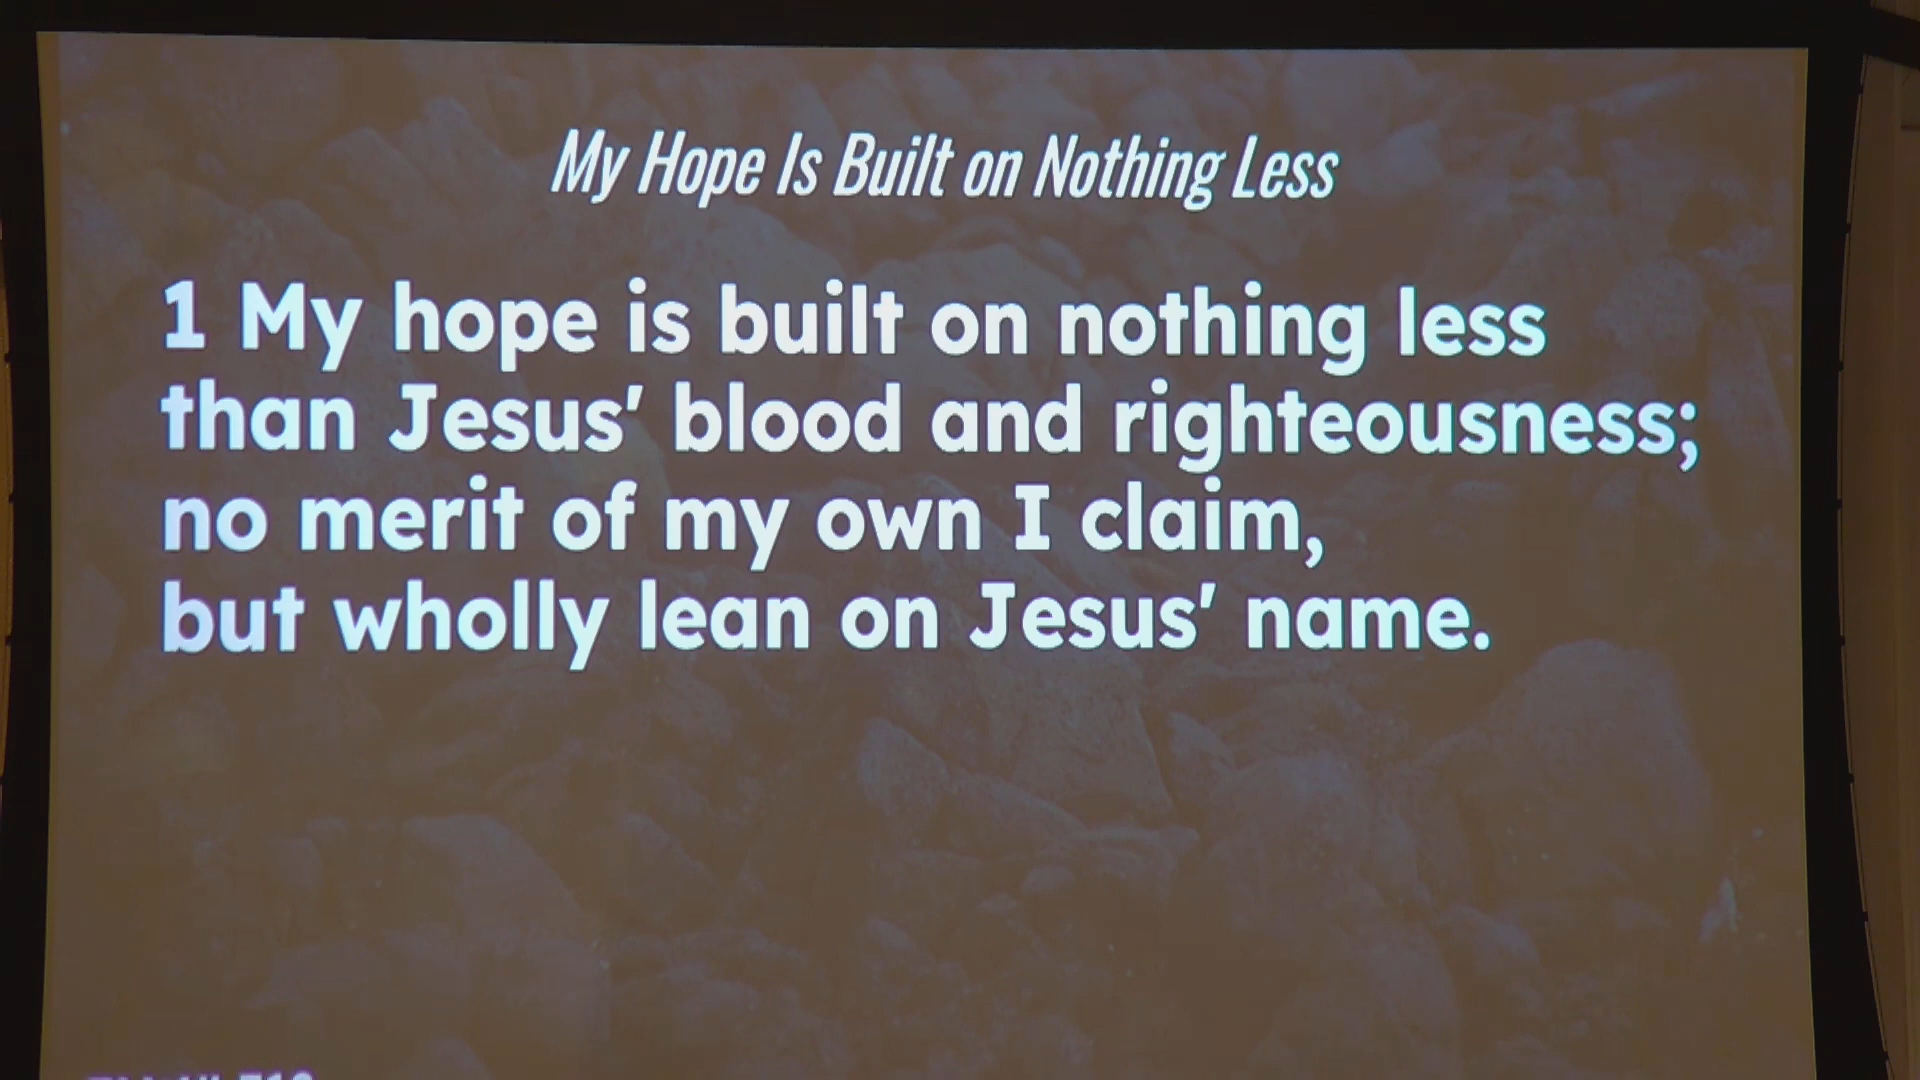 My Hope Is Built on Nothing Less
1 My hope is built on nothing less
than Jesus' blood and righteousness;
no merit of my own I claim,
but wholly lean on Jesus' name.